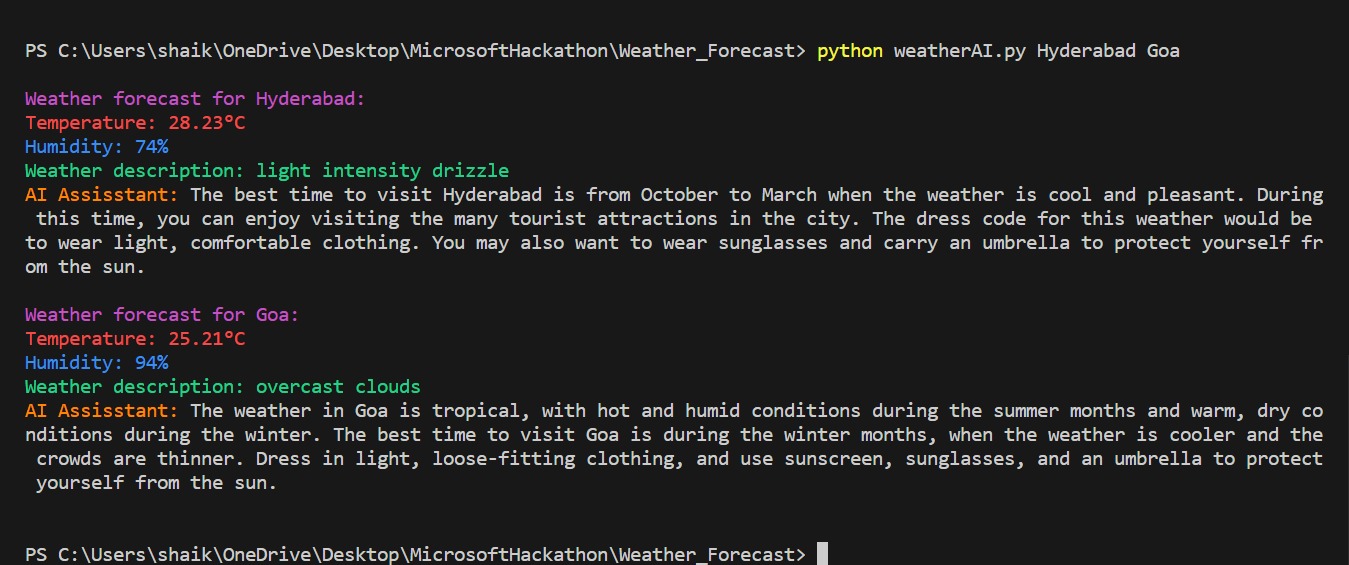 PS C:\Users\shaik\OneDrive\Desktop\MicrosoftHackathon\Weather_Forecast> python weatherAI.py Hyderabad Goa
Weather forecast for Hyderabad:
Temperature: 28.23°C
Humidity: 74%
Weather description: light intensity drizzle
AI Assisstant: The best time to visit Hyderabad is from October to March when the weather is cool and pleasant. During
this time, you can enjoy visiting the many tourist attractions in the city. The dress code for this weather would be
to wear light, comfortable clothing. You may also want to wear sunglasses and carry an umbrella to protect yourself fr
om the sun.
Weather forecast for Goa:
Temperature: 25.21°C
Humidity: 94%
Weather description: overcast clouds
AI Assisstant: The weather in Goa is tropical, with hot and humid conditions during the summer months and warm, dry co
nditions during the winter. The best time to visit Goa is during the winter months, when the weather is cooler and the
crowds are thinner. Dress in light, loose-fitting clothing, and use sunscreen, sunglasses, and an umbrella to protect
yourself from the sun.
PS C:\Users\shaik\OneDrive\Desktop\MicrosoftHackathon\Weather_Forecast>